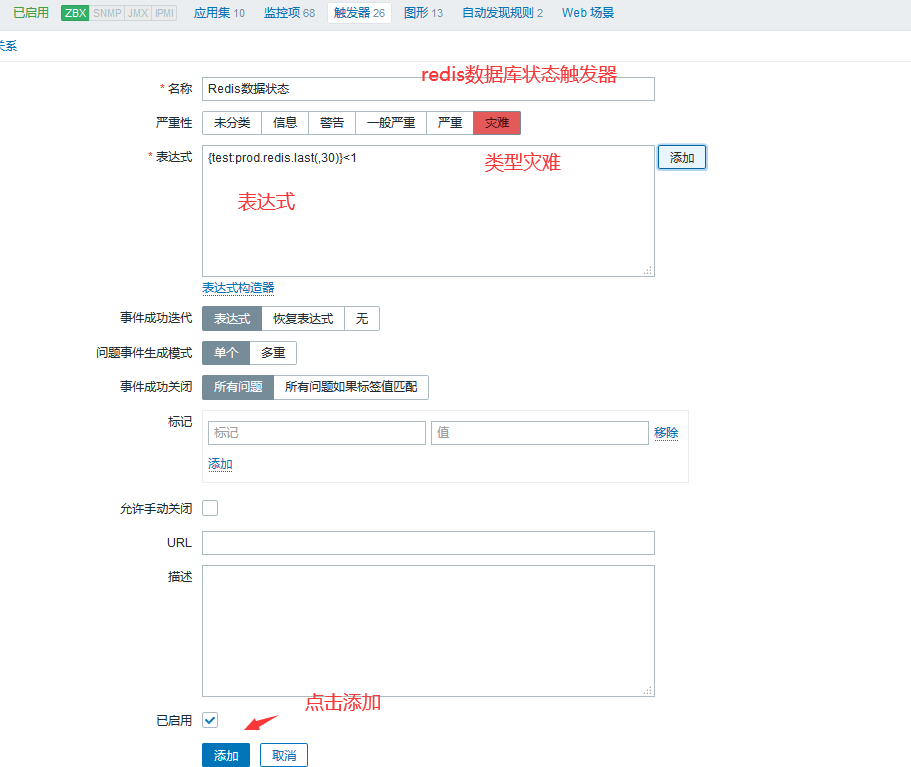 已启用 ZBX SNMP JMX IPMI 应用集 10 监控项 68 触发器 26 图形 13 自动发现规则 2 Web 场景
关系
redis数据库状态触发器
* 名称 Redis数据状态
严重性 未分类 信息 警告 一般严重 严重 灾难
* 表达式 {test:prod.redis.last(,30)}<1 添加
类型灾难
表达式
表达式构造器
事件成功迭代 表达式 恢复表达式 无
问题事件生成模式 单个 多重
事件成功关闭 所有问题 所有问题如果标签值匹配
标记 标记 值 移除
添加
允许手动关闭
URL
描述
点击添加
已启用
添加 取消